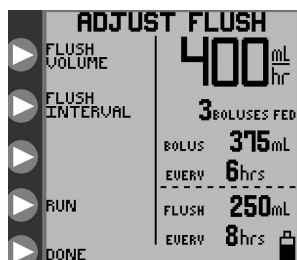 ADJUST FLUSH
FLUSH VOLUME
400 mL/hr
FLUSH INTERVAL
3 BOLUSES FED
BOLUS 375mL
EVERY 6hrs
RUN
FLUSH 250mL
EVERY 8hrs
DONE